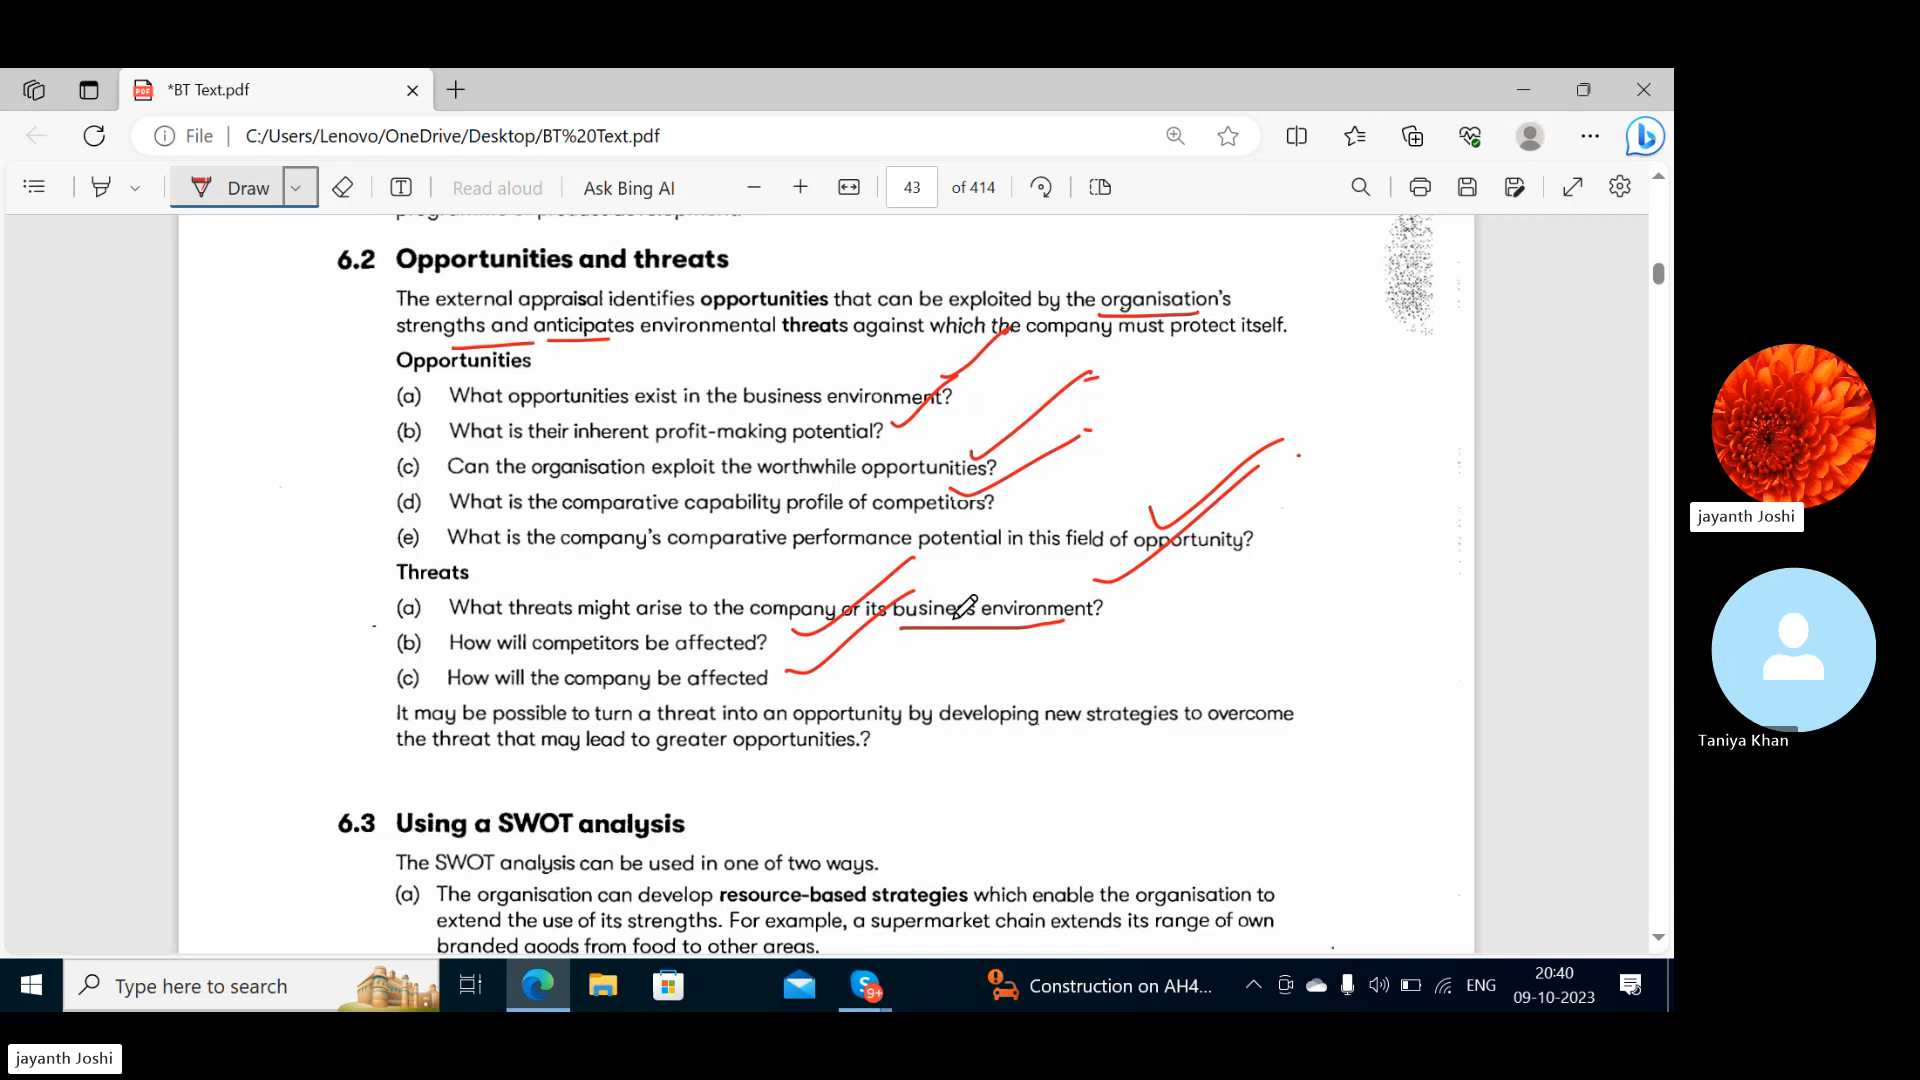 *BT Text.pdf
File
C:/Users/Lenovo/OneDrive/Desktop/BT%20Text.pdf
Draw
Read aloud
Ask Bing AI
43
of 414
6.2 Opportunities and threats
The external appraisal identifies opportunities that can be exploited by the organisation's
strengths and anticipates environmental threats against which the company must protect itself.
Opportunities
(a) What opportunities exist in the business environment?
(b) What is their inherent profit-making potential?
(c) Can the organisation exploit the worthwhile opportunities?
(d) What is the comparative capability profile of competitors?
(e) What is the company's comparative performance potential in this field of opportunity?
Threats
(a) What threats might arise to the company or its business environment?
(b) How will competitors be affected?
(c) How will the company be affected
It may be possible to turn a threat into an opportunity by developing new strategies to overcome
the threat that may lead to greater opportunities.?
6.3 Using a SWOT analysis
The SWOT analysis can be used in one of two ways.
(a) The organisation can develop resource-based strategies which enable the organisation to
extend the use of its strengths. For example, a supermarket chain extends its range of own
branded goods from food to other areas.
jayanth Joshi
Taniya Khan
Type here to search
9+
Construction on AH4...
ENG
20:40
09-10-2023
jayanth Joshi